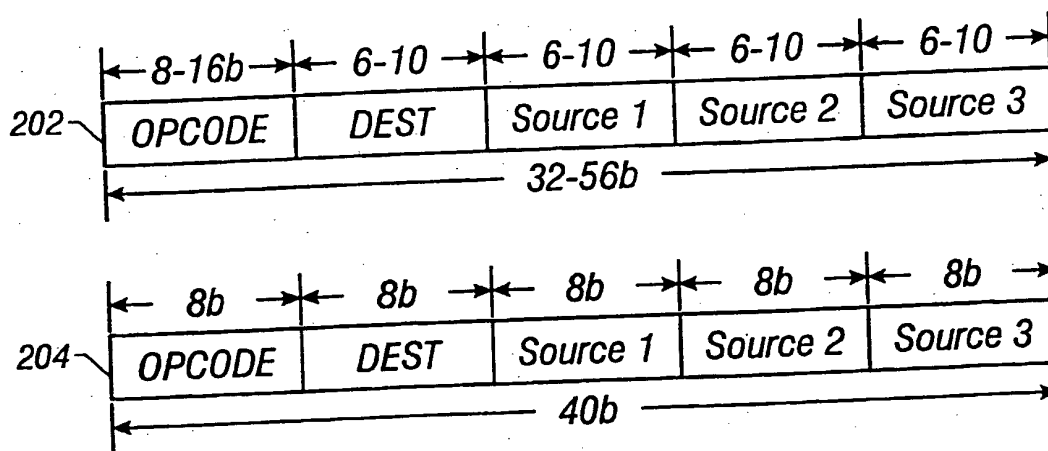 8-16b 6-10 6-10 6-10 6-10
202 OPCODE DEST Source 1 Source 2 Source 3
32-56b
8b 8b 8b 8b 8b
204 OPCODE DEST Source 1 Source 2 Source 3
40b